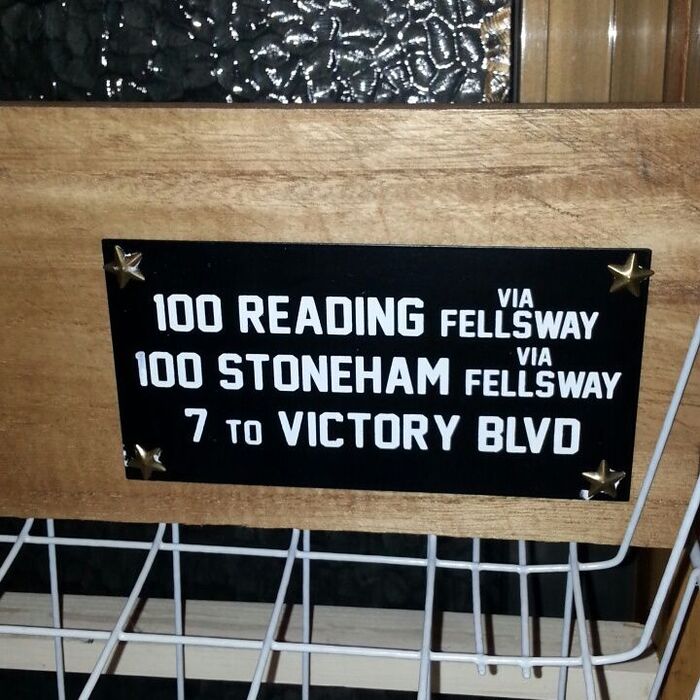 100 READING VIA FELLSWAY
100 STONEHAM VIA FELLSWAY
7 TO VICTORY BLVD